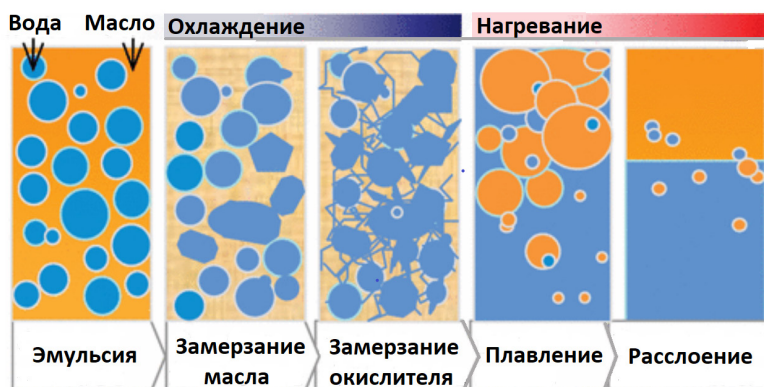 Вода
Масло
Охлаждение
Нагревание
Эмульсия
Замерзание
масла
Замерзание
окислителя
Плавление
Расслоение